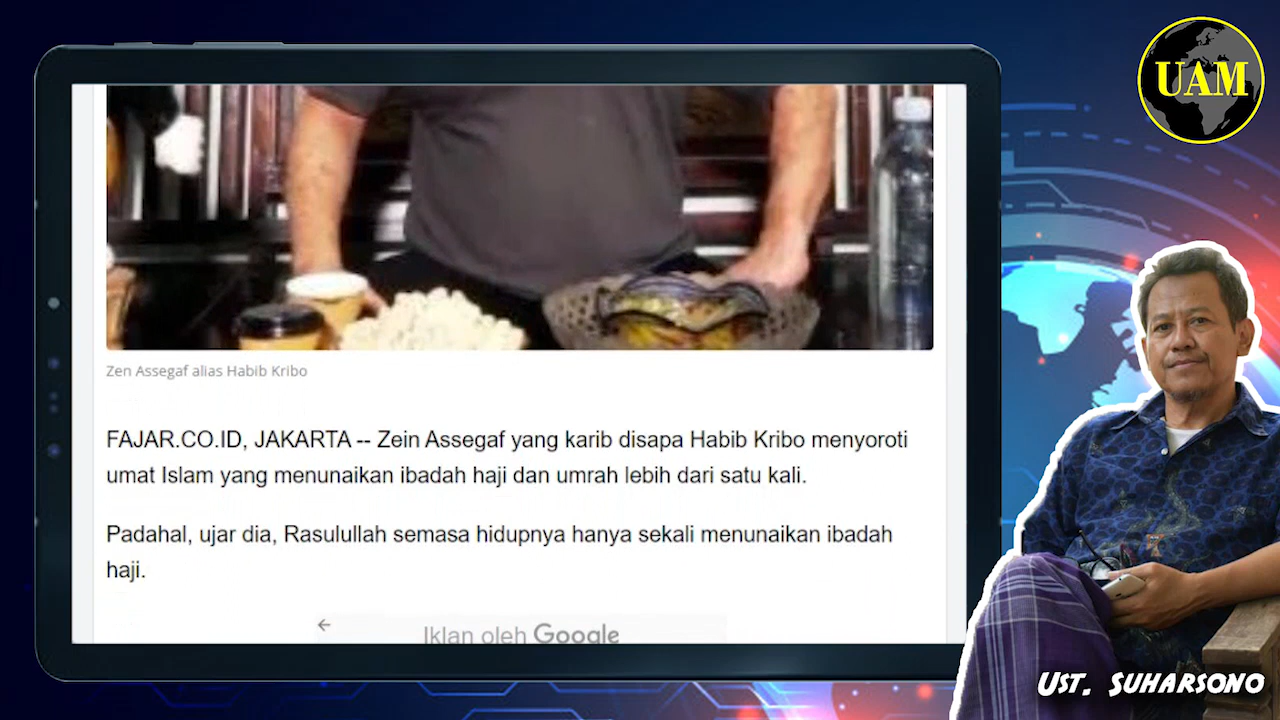 UAM
Zen Assegaf alias Habib Kribo
FAJAR.CO.ID, JAKARTA -- Zein Assegaf yang karib disapa Habib Kribo menyoroti
umat Islam yang menunaikan ibadah haji dan umrah lebih dari satu kali.
Padahal, ujar dia, Rasulullah semasa hidupnya hanya sekali menunaikan ibadah
haji.
Iklan oleh Google
UST. SUHARSONO